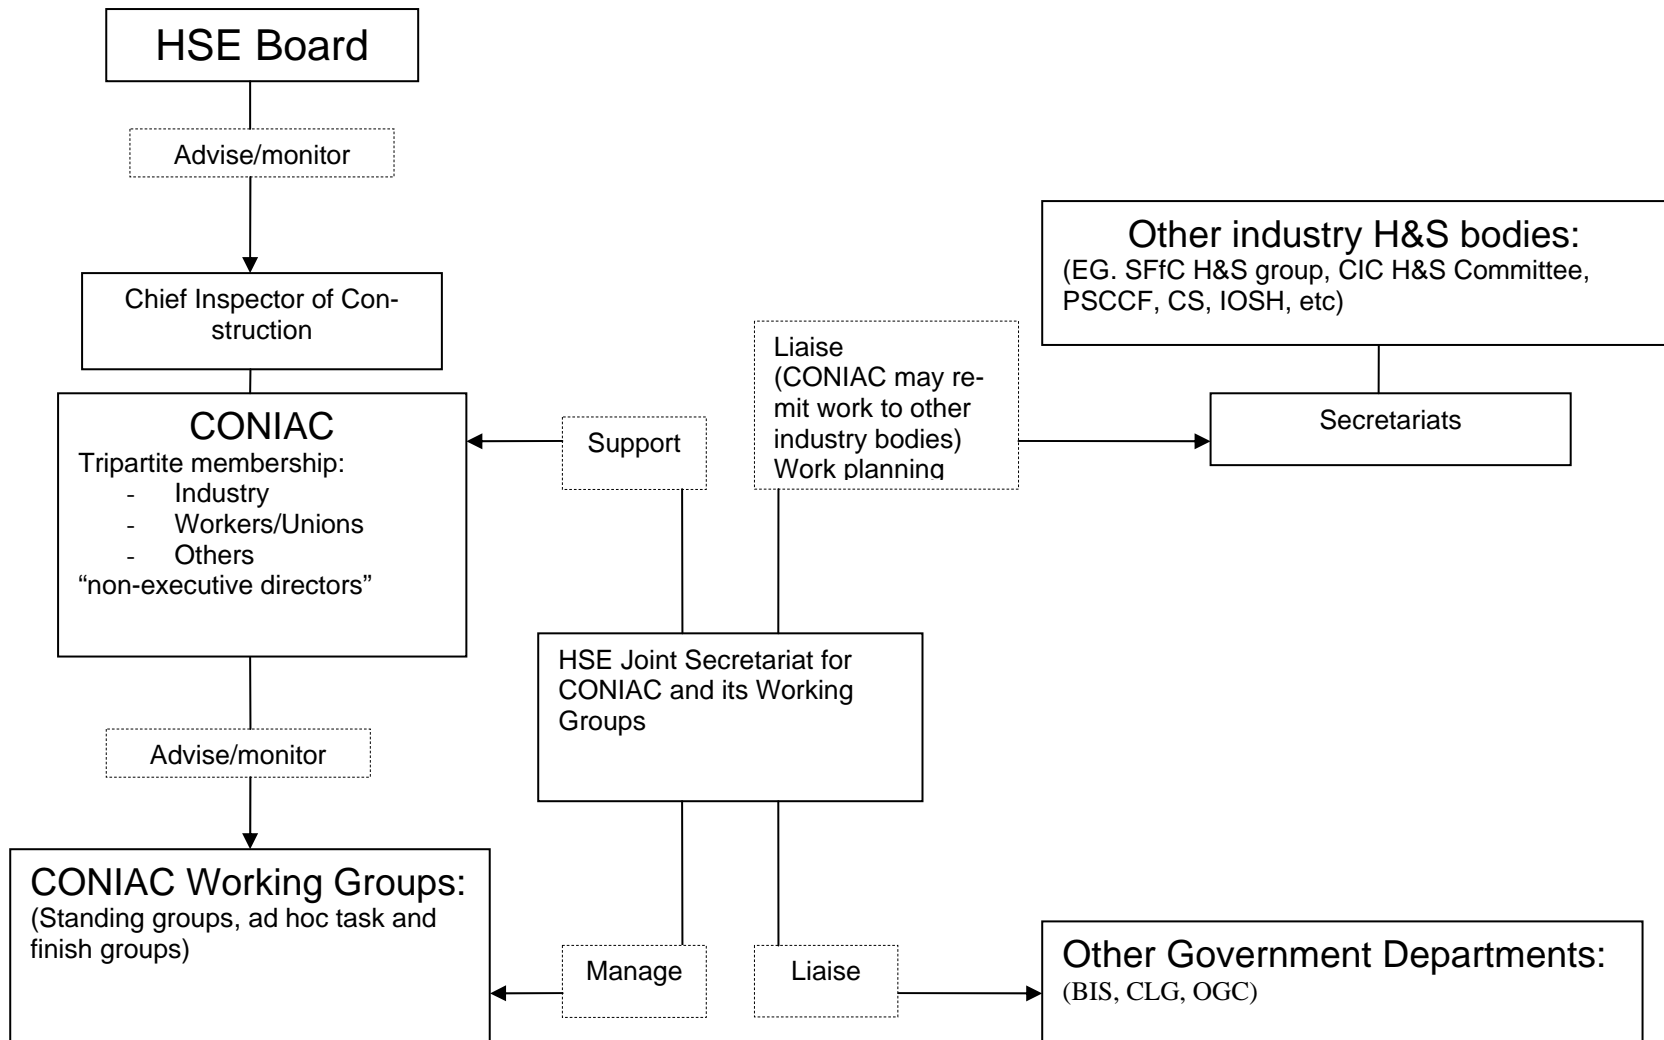 HSE Board
Advise/monitor
Chief Inspector of Con-
struction
CONIAC
Tripartite membership:
- Industry
- Workers/Unions
- Others
“non-executive directors”
Advise/monitor
CONIAC Working Groups:
(Standing groups, ad hoc task and
finish groups)
Support
Liaise
(CONIAC may re-
mit work to other
industry bodies)
Work planning
HSE Joint Secretariat for
CONIAC and its Working
Groups
Manage
Liaise
Other industry H&S bodies:
(EG. SFfC H&S group, CIC H&S Committee,
PSCCF, CS, IOSH, etc)
Secretariats
Other Government Departments:
(BIS, CLG, OGC)